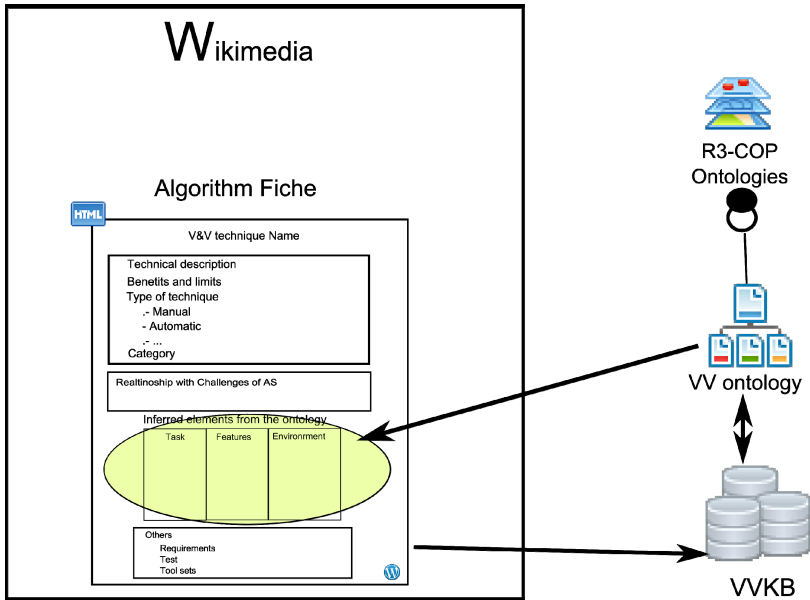 Wikimedia
Algorithm Fiche
HTML
V&V technique Name
Technical description
Benefits and limits
Type of technique
.- Manual
- Automatic
.- ...
Category
Realtinoship with Challenges of AS
Inferred elements from the ontology
Task Features Environment
Others
Requirements
Test
Tool sets
R3-COP
Ontologies
VV ontology
VVKB